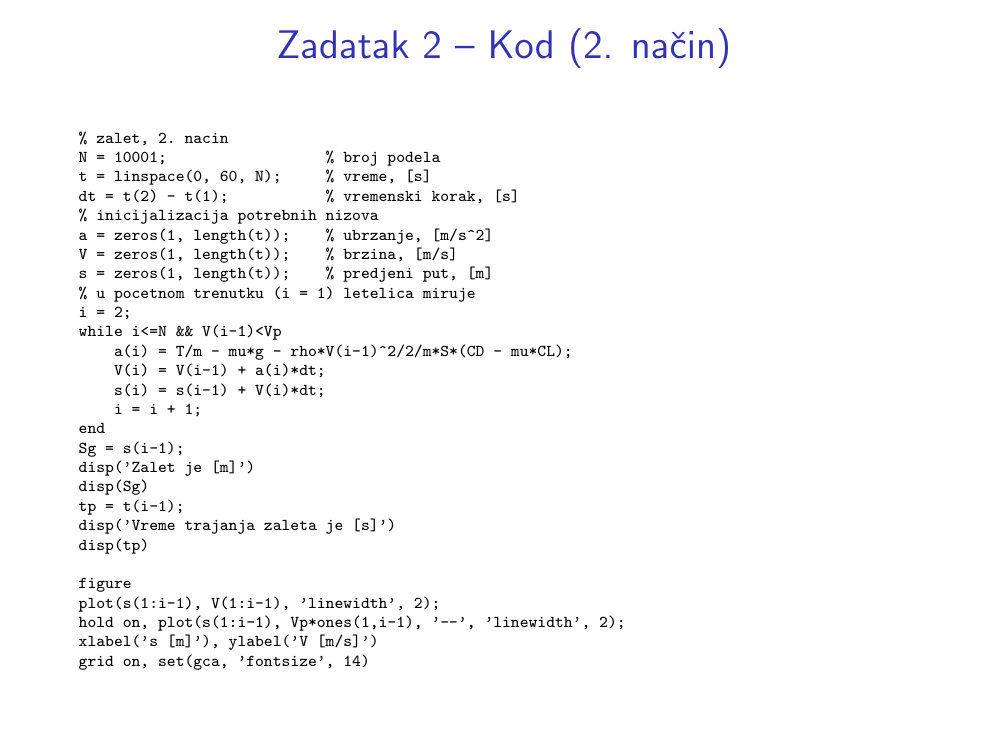 Zadatak 2 – Kod (2. način)
% zalet, 2. nacin
N = 10001;                  % broj podela
t = linspace(0, 60, N);     % vreme, [s]
dt = t(2) - t(1);           % vremenski korak, [s]
% inicijalizacija potrebnih nizova
a = zeros(1, length(t));    % ubrzanje, [m/s^2]
V = zeros(1, length(t));    % brzina, [m/s]
s = zeros(1, length(t));    % predjeni put, [m]
% u pocetnom trenutku (i = 1) letelica miruje
i = 2;
while i<=N && V(i-1)<Vp
    a(i) = T/m - mu*g - rho*V(i-1)^2/2/m*S*(CD - mu*CL);
    V(i) = V(i-1) + a(i)*dt;
    s(i) = s(i-1) + V(i)*dt;
    i = i + 1;
end
Sg = s(i-1);
disp('Zalet je [m]')
disp(Sg)
tp = t(i-1);
disp('Vreme trajanja zaleta je [s]')
disp(tp)
figure
plot(s(1:i-1), V(1:i-1), 'linewidth', 2);
hold on, plot(s(1:i-1), Vp*ones(1,i-1), '--', 'linewidth', 2);
xlabel('s [m]'), ylabel('V [m/s]')
grid on, set(gca, 'fontsize', 14)